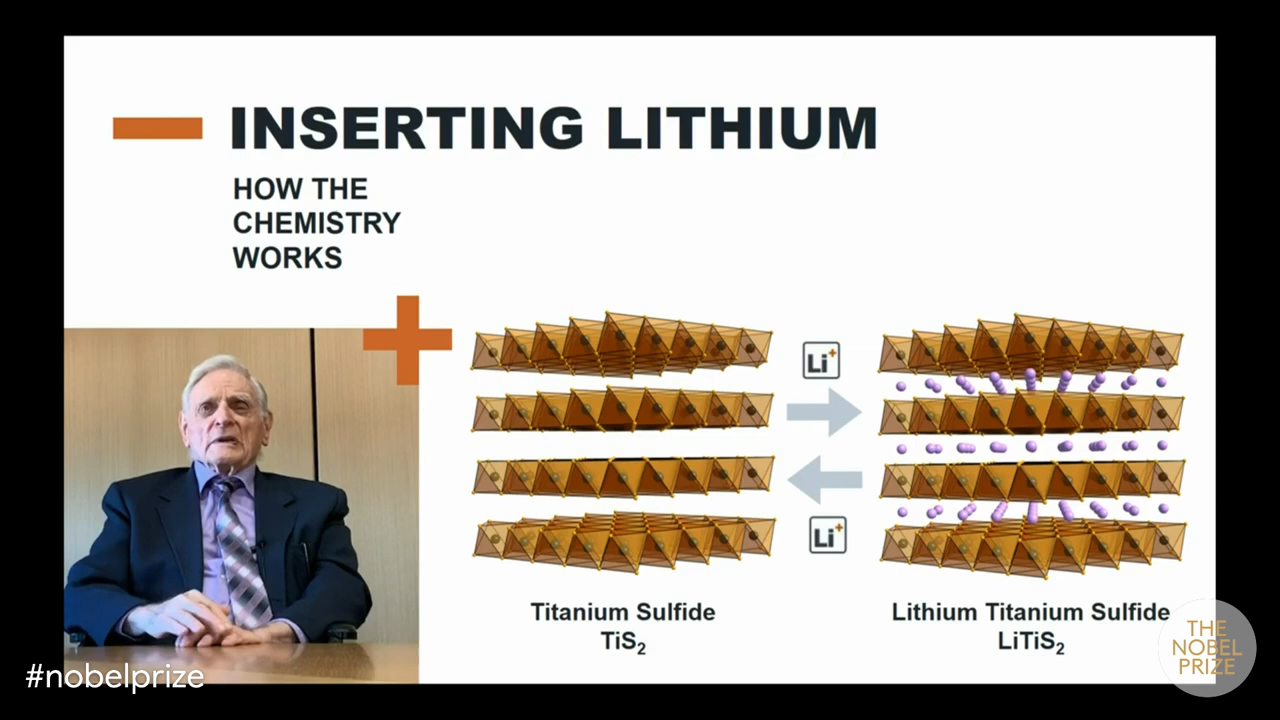 INSERTING LITHIUM
HOW THE
CHEMISTRY
WORKS
Li+
Li+
Titanium Sulfide
TiS₂
Lithium Titanium Sulfide
LiTiS₂
THE
NOBEL
PRIZE
#nobelprize